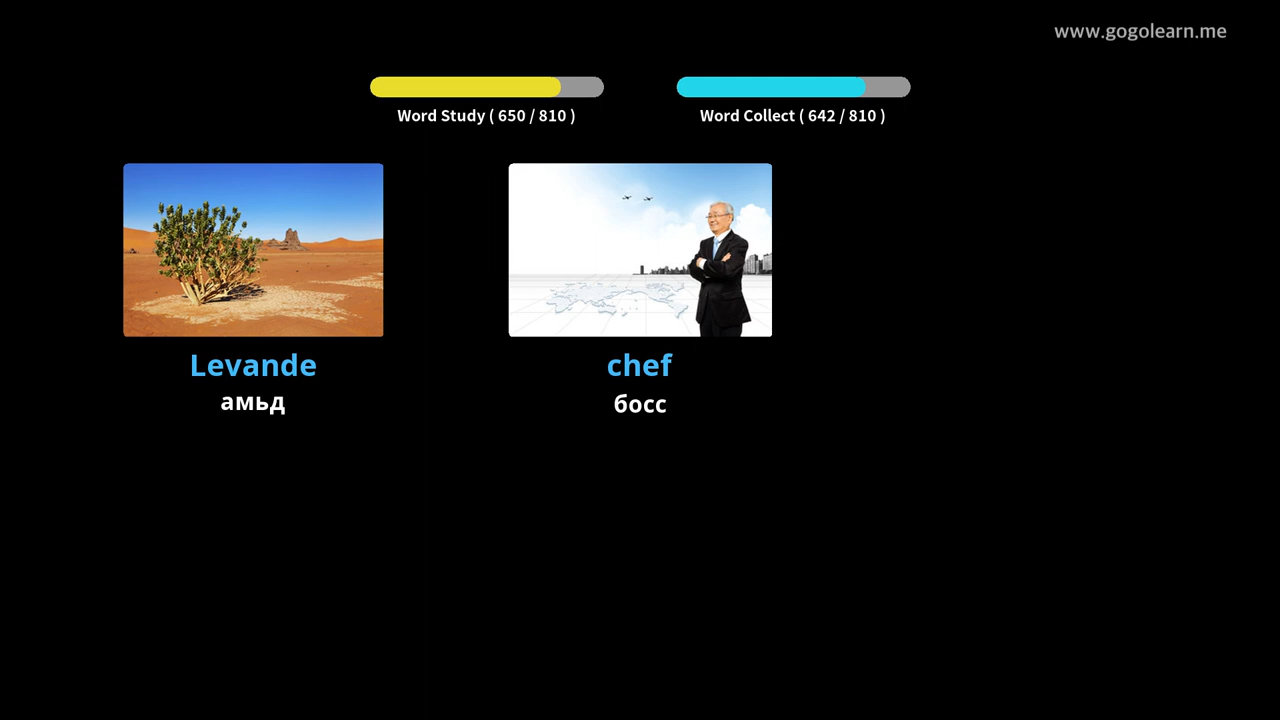 www.gogolearn.me
Word Study ( 650 / 810 )
Word Collect ( 642 / 810 )
Levande
амьд
chef
босс